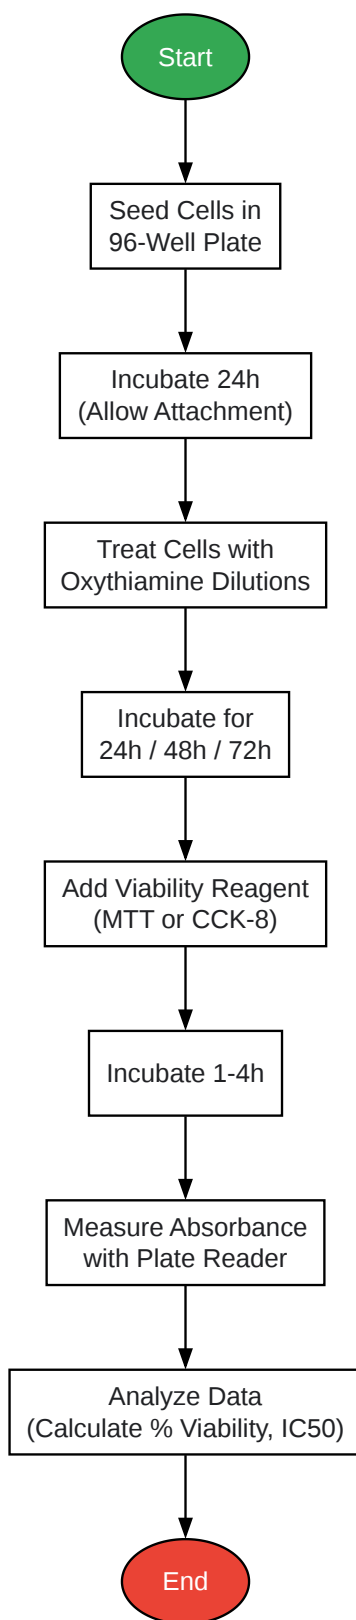 Start
Seed Cells in
96-Well Plate
Incubate 24h
(Allow Attachment)
Treat Cells with
Oxythiamine Dilutions
Incubate for
24h / 48h / 72h
Add Viability Reagent
(MTT or CCK-8)
Incubate 1-4h
Measure Absorbance
with Plate Reader
Analyze Data
(Calculate % Viability, IC50)
End